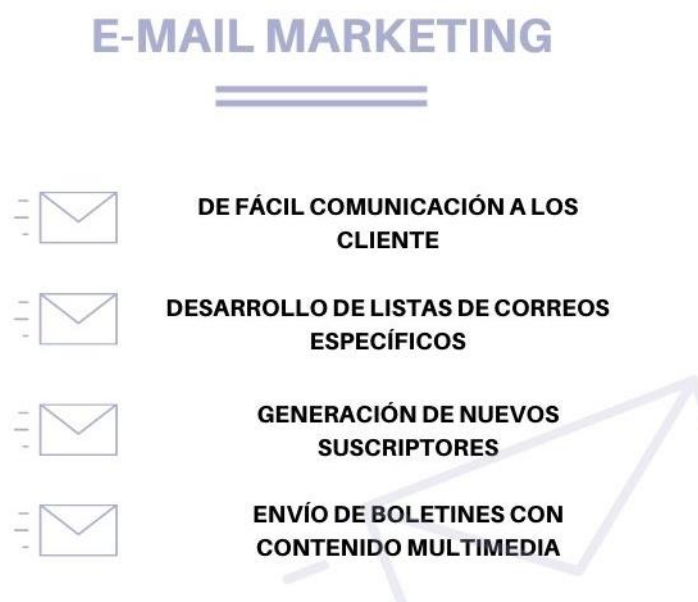 E-MAIL MARKETING
DE FÁCIL COMUNICACIÓN A LOS
CLIENTE
DESARROLLO DE LISTAS DE CORREOS
ESPECÍFICOS
GENERACIÓN DE NUEVOS
SUSCRIPTORES
ENVÍO DE BOLETINES CON
CONTENIDO MULTIMEDIA